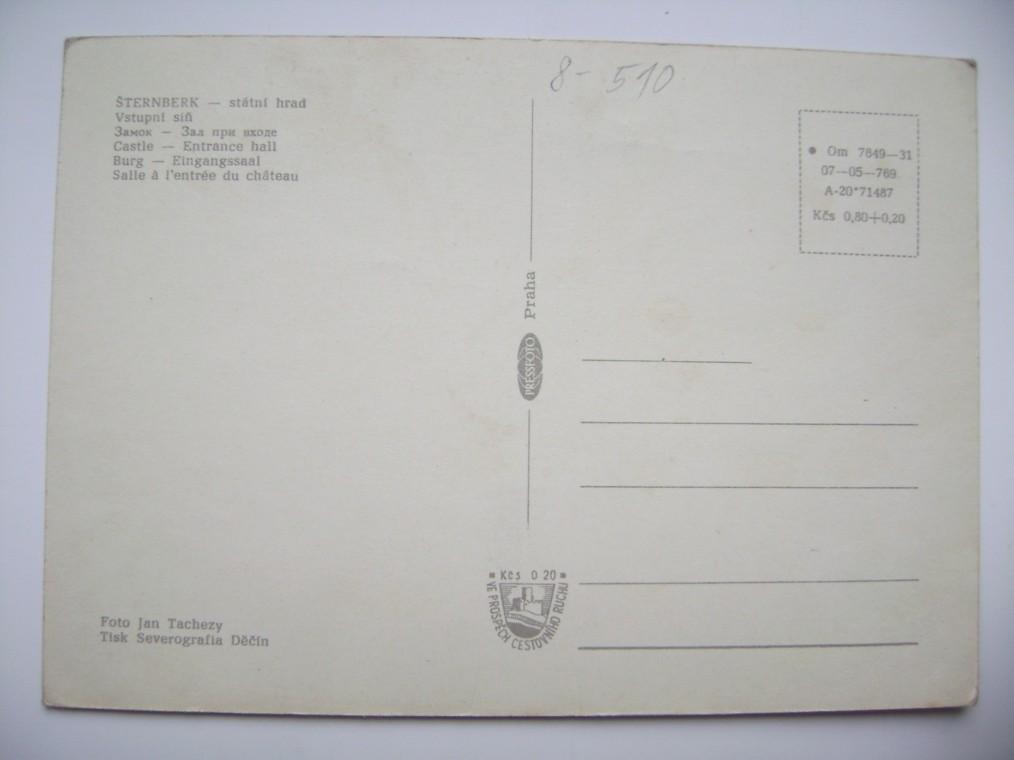 8- 510
ŠTERNBERK — státní hrad
Vstupní síň
Замок — Зал при входе
Castle — Entrance hall
Burg — Eingangssaal
Salle à l'entrée du château
• Om 7649—31
07—05—769
A-20*71487
Kčs 0,80+0,20
PRESSFOTO Praha
Kčs 0 20
VE PROSPĚCH CESTOVNÍHO RUCHU
Foto Jan Tachezy
Tisk Severografia Děčín